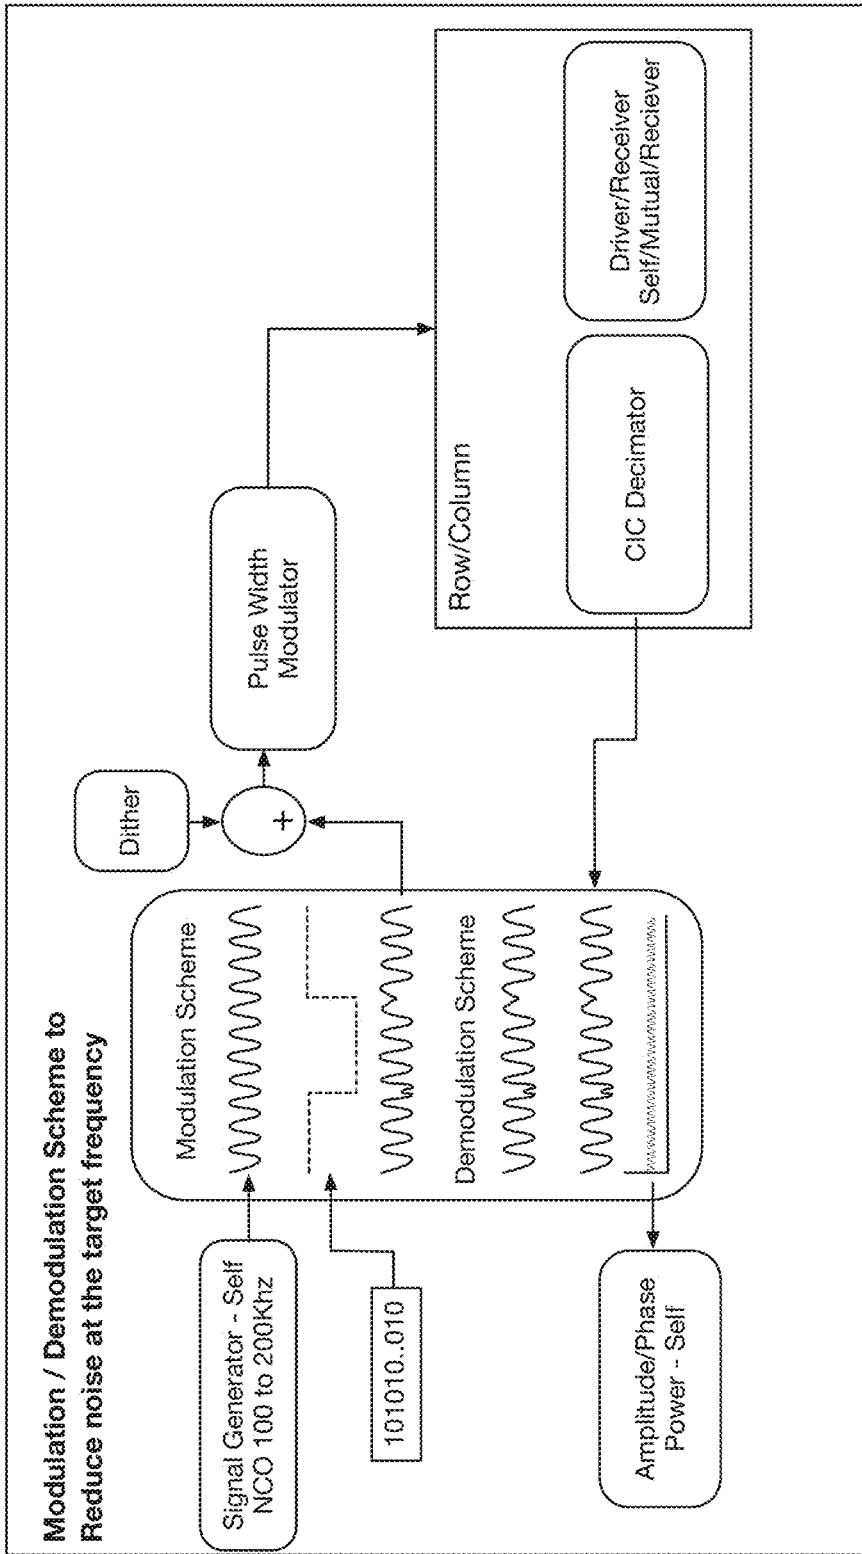 Modulation / Demodulation Scheme to
Reduce noise at the target frequency
Signal Generator - Self
NCO 100 to 200Khz
101010..010
Amplitude/Phase
Power - Self
Modulation Scheme
Demodulation Scheme
Dither
+
Pulse Width
Modulator
Row/Column
CIC Decimator
Driver/Receiver
Self/Mutual/Reciever